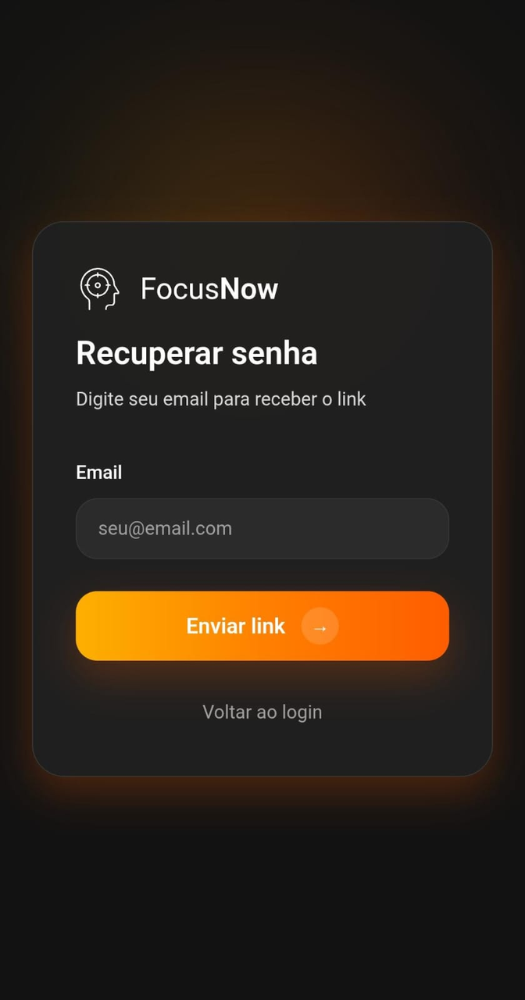 FocusNow
Recuperar senha
Digite seu email para receber o link
Email
seu@email.com
Enviar link →
Voltar ao login